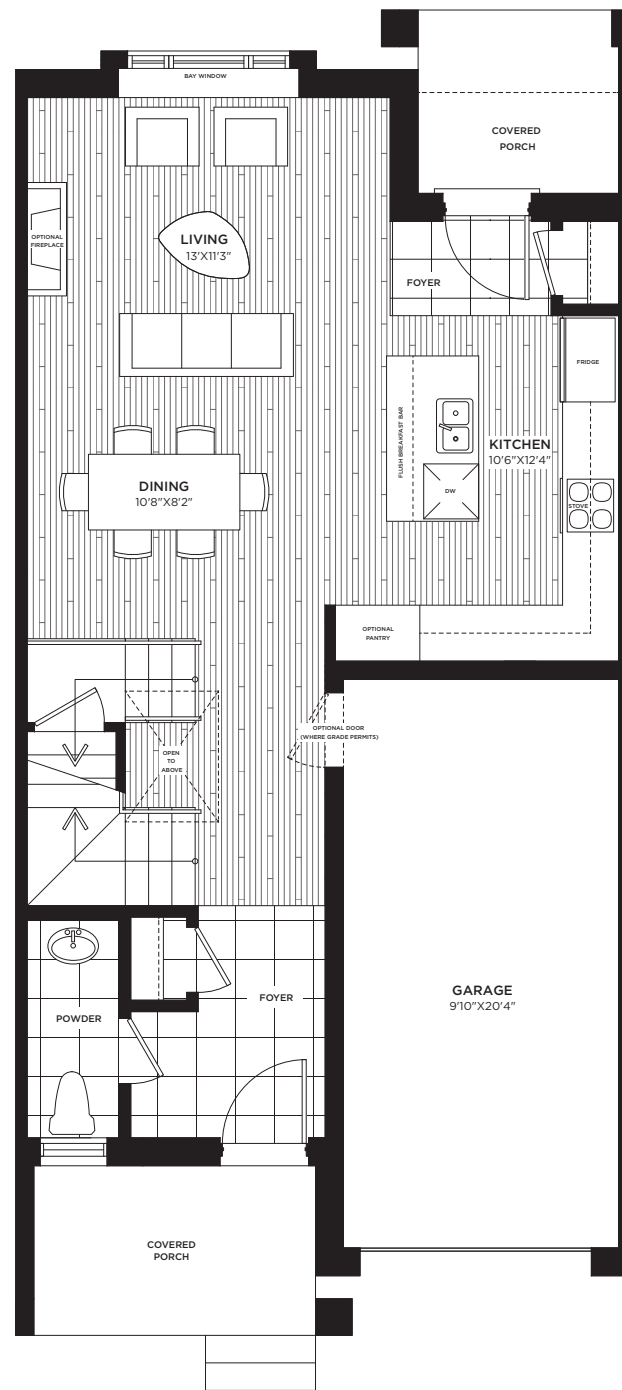 BAY WINDOW
COVERED
PORCH
OPTIONAL
FIREPLACE
LIVING
13'X11'3"
FOYER
FRIDGE
FLUSH BREAKFAST BAR
KITCHEN
10'6"X12'4"
DW
STOVE
DINING
10'8"X8'2"
OPTIONAL
PANTRY
OPTIONAL DOOR
(WHERE GRADE PERMITS)
OPEN
TO
ABOVE
GARAGE
9'10"X20'4"
FOYER
POWDER
COVERED
PORCH